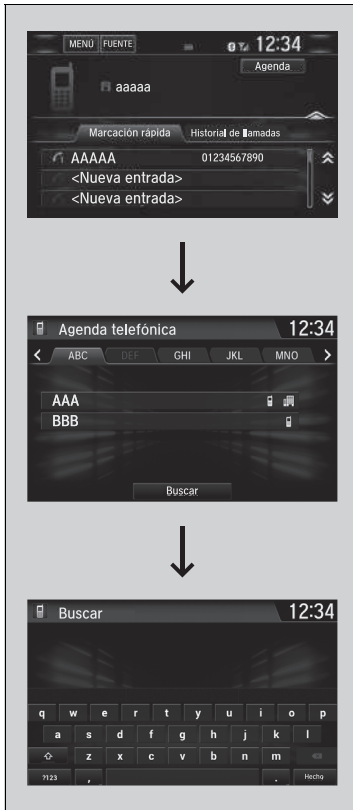 MENÚ FUENTE 12:34
Agenda
aaaaa
Marcación rápida Historial de llamadas
AAAAA 01234567890
<Nueva entrada>
<Nueva entrada>
Agenda telefónica 12:34
< ABC DEF GHI JKL MNO >
AAA
BBB
Buscar
Buscar 12:34
q w e r t y u i o p
a s d f g h j k l
z x c v b n m
?123 , . Hecho